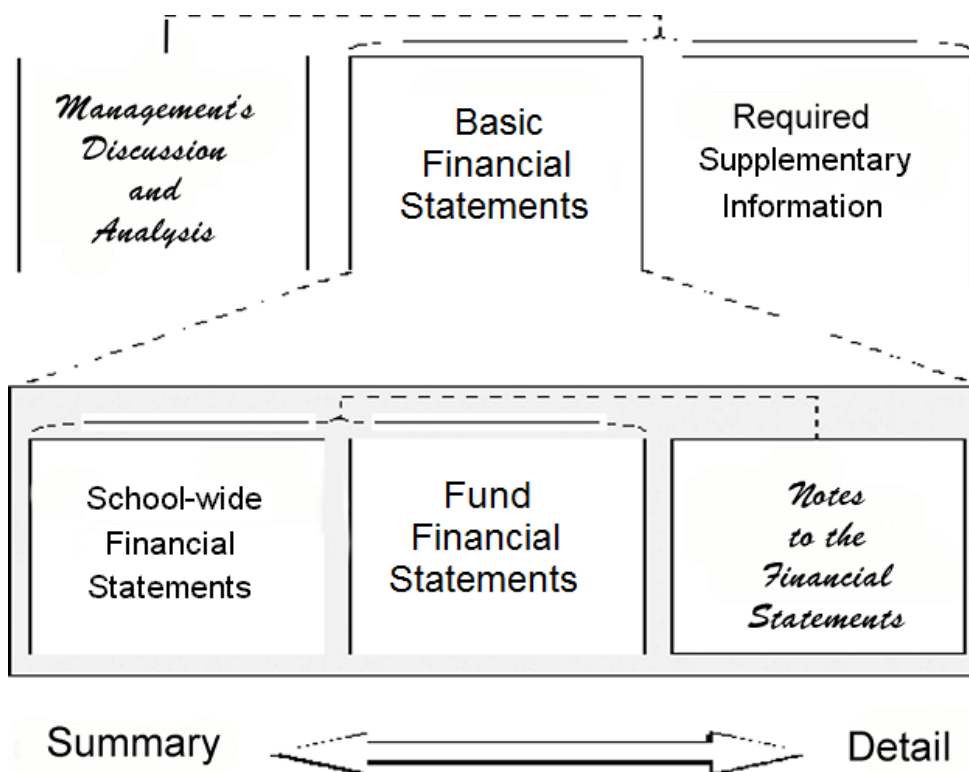 Management's
Discussion
and
Analysis
Basic
Financial
Statements
Required
Supplementary
Information
School-wide
Financial
Statements
Fund
Financial
Statements
Notes
to the
Financial
Statements
Summary
Detail